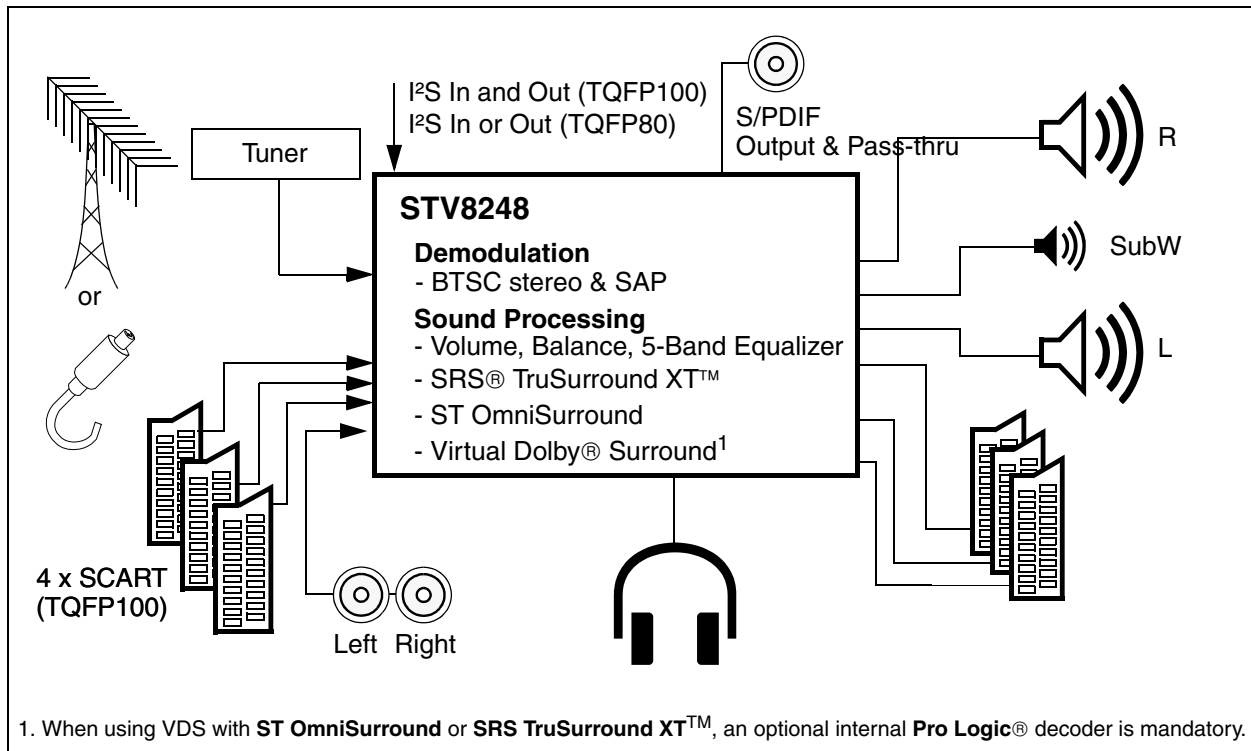 I²S In and Out (TQFP100)
I²S In or Out (TQFP80)
S/PDIF
Output & Pass-thru
Tuner
R
STV8248
Demodulation
- BTSC stereo & SAP
Sound Processing
- Volume, Balance, 5-Band Equalizer
- SRS® TruSurround XT™
- ST OmniSurround
- Virtual Dolby® Surround¹
SubW
or
L
4 x SCART
(TQFP100)
Left Right
1. When using VDS with ST OmniSurround or SRS TruSurround XT™, an optional internal Pro Logic® decoder is mandatory.